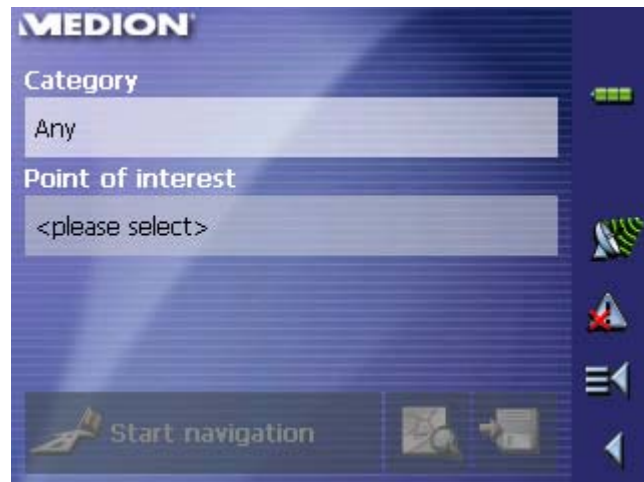 MEDION
Category
Any
Point of interest
<please select>
Start navigation